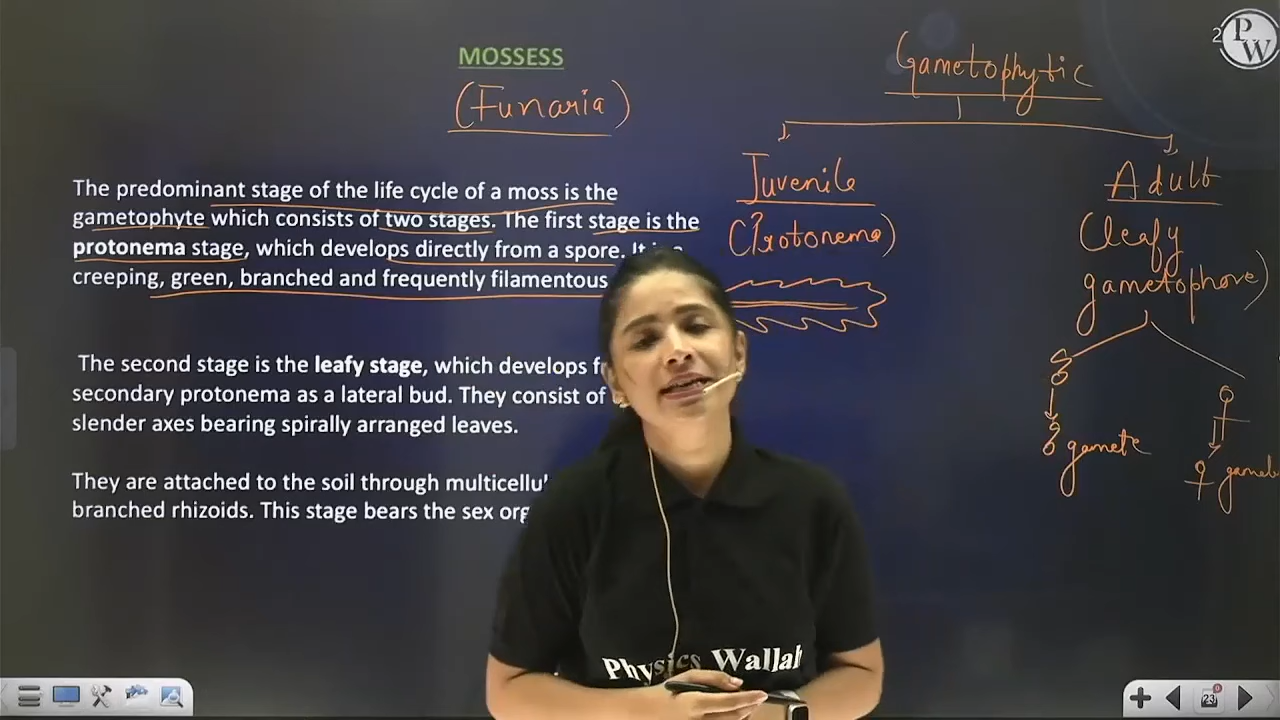 MOSSESS
(Funaria)
The predominant stage of the life cycle of a moss is the
gametophyte which consists of two stages. The first stage is the
protonema stage, which develops directly from a spore. It is a
creeping, green, branched and frequently filamentous
The second stage is the leafy stage, which develops
secondary protonema as a lateral bud. They consist of
slender axes bearing spirally arranged leaves.
They are attached to the soil through
branched rhizoids. This stage bears the sex
Gametophytic
Juvenile
(Protonema)
Adult
(leafy
gametophore)
♂
♂ gamete
♀
♀
PW
2
Physics Wallah
23